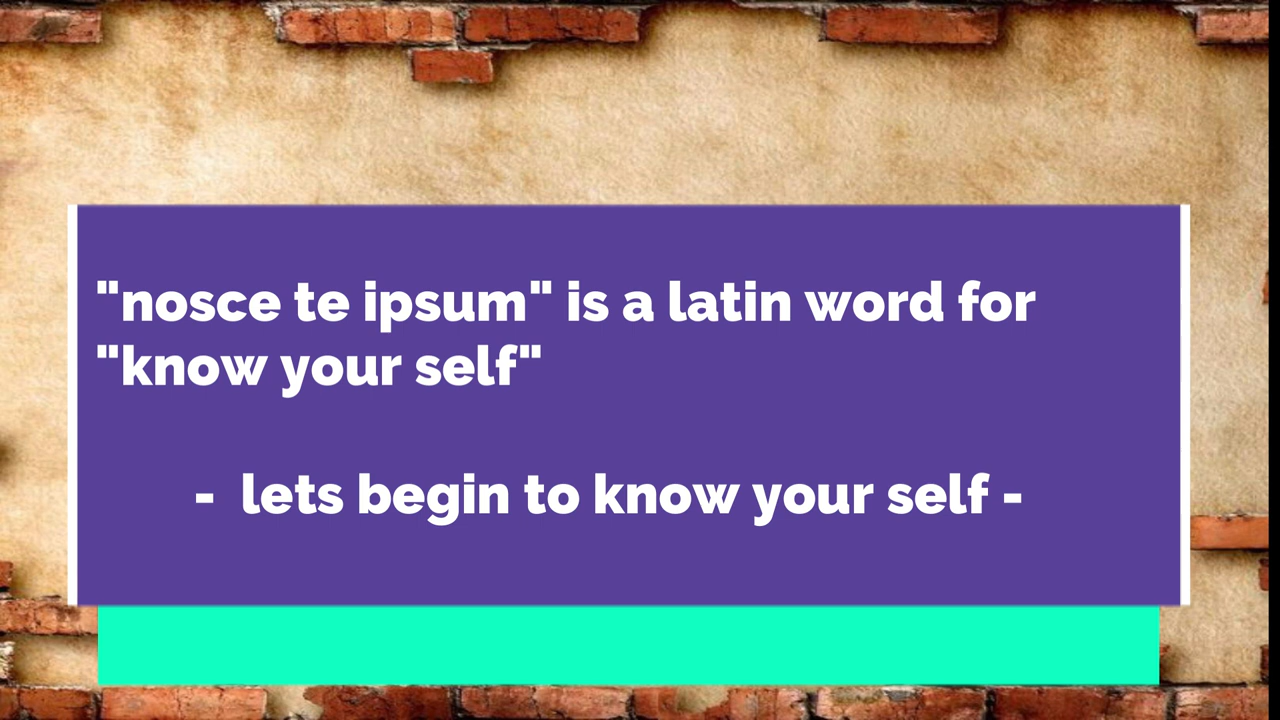 "nosce te ipsum" is a latin word for
"know your self"
- lets begin to know your self -